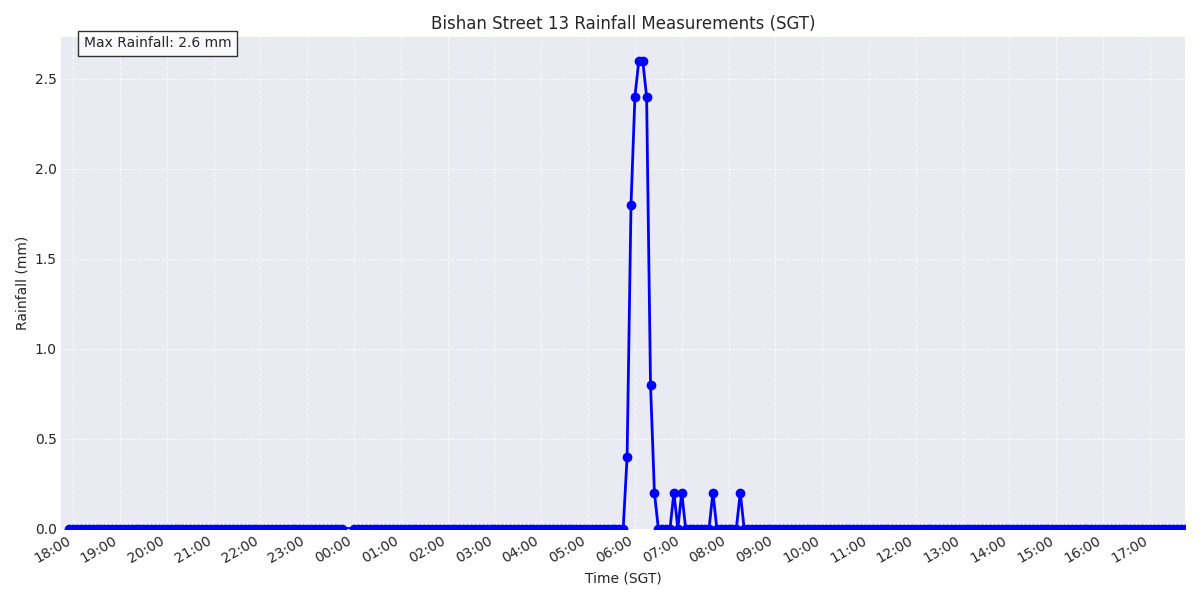 Bishan Street 13 Rainfall Measurements (SGT)
Max Rainfall: 2.6 mm
2.5
2.0
1.5
1.0
0.5
0.0
Rainfall (mm)
18:00 19:00 20:00 21:00 22:00 23:00 00:00 01:00 02:00 03:00 04:00 05:00 06:00 07:00 08:00 09:00 10:00 11:00 12:00 13:00 14:00 15:00 16:00 17:00
Time (SGT)